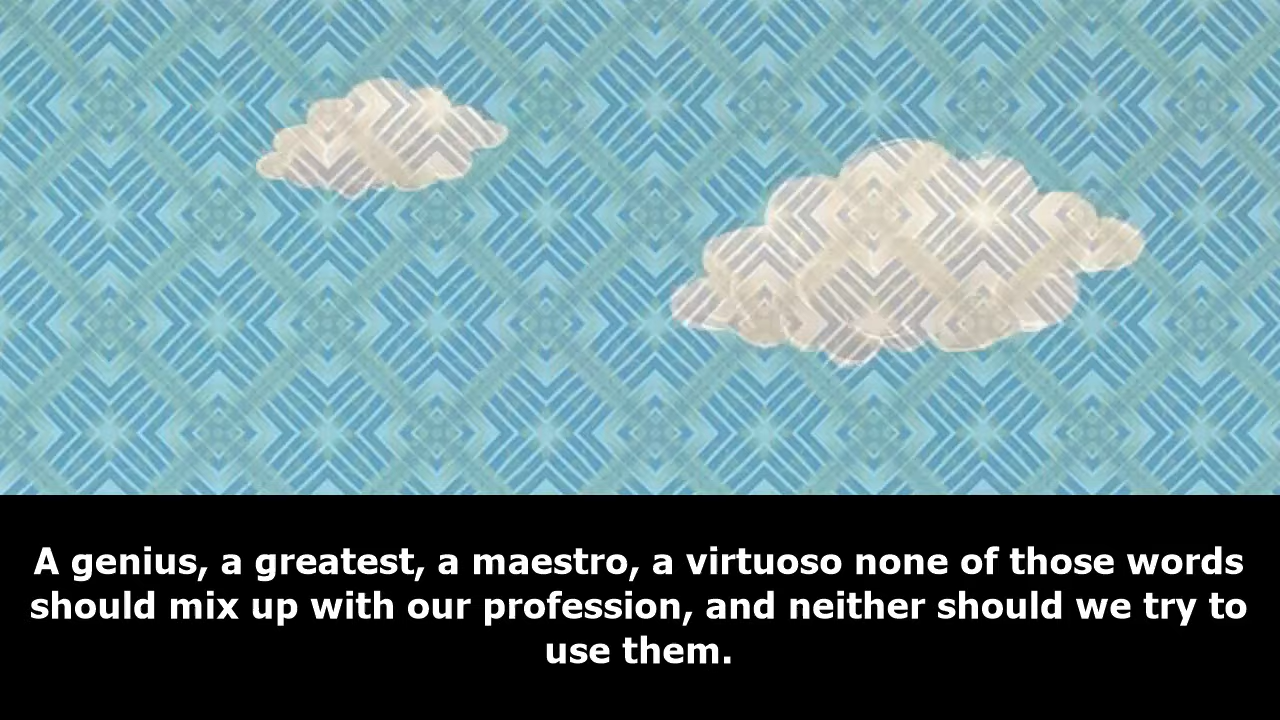 A genius, a greatest, a maestro, a virtuoso none of those words
should mix up with our profession, and neither should we try to
use them.